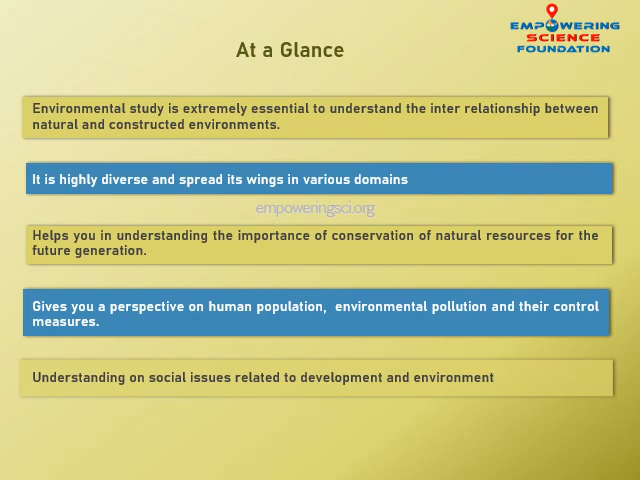 EMPOWERING
SCIENCE
FOUNDATION
At a Glance
Environmental study is extremely essential to understand the inter relationship between
natural and constructed environments.
It is highly diverse and spread its wings in various domains
empoweringsci.org
Helps you in understanding the importance of conservation of natural resources for the
future generation.
Gives you a perspective on human population,  environmental pollution and their control
measures.
Understanding on social issues related to development and environment